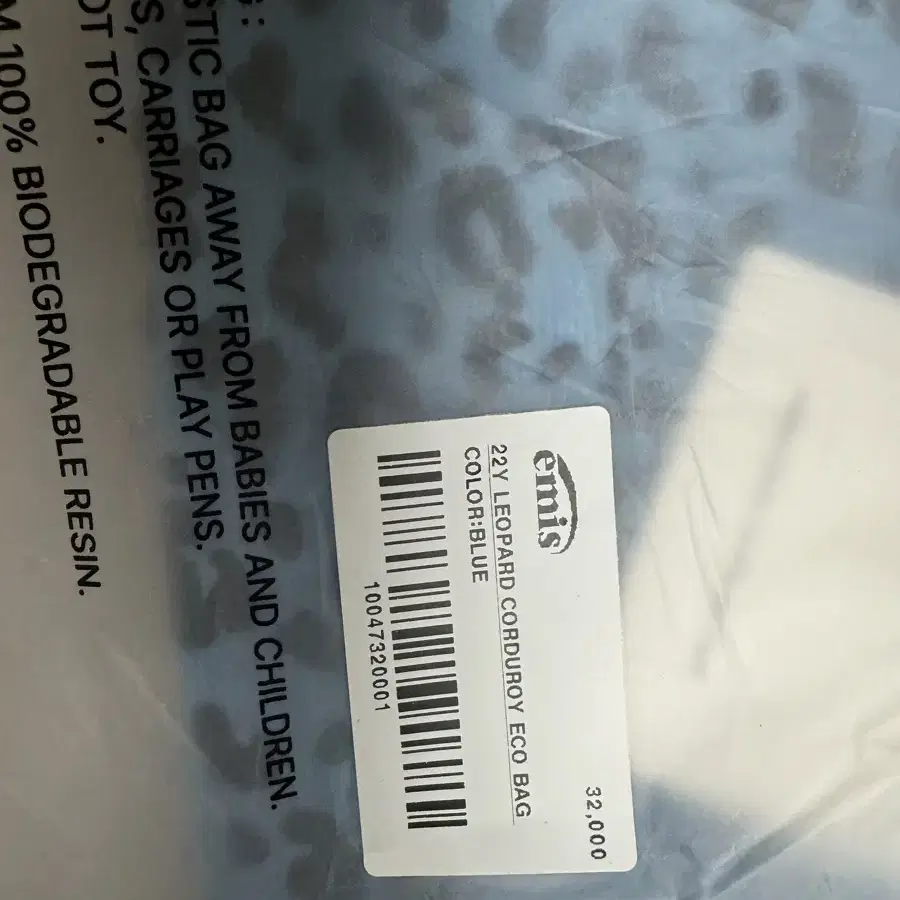 :
STIC BAG AWAY FROM BABIES AND CHILDREN.
S, CARRIAGES OR PLAY PENS.
OT TOY.
M 100% BIODEGRADABLE RESIN.
emis
32,000
22Y LEOPARD CORDUROY ECO BAG
COLOR:BLUE
10047320001